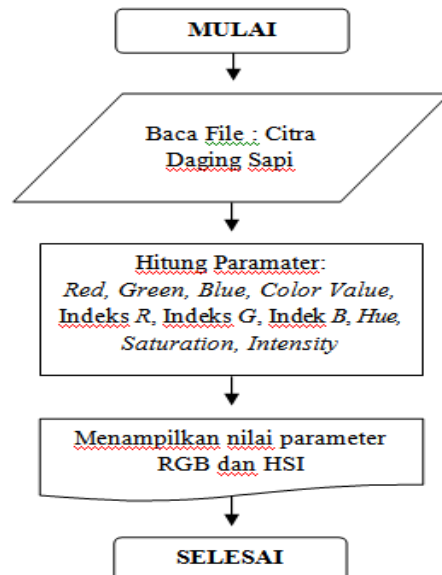 MULAI
Baca File : Citra
Daging Sapi
Hitung Paramater:
Red, Green, Blue, Color Value,
Indeks R, Indeks G, Indek B, Hue,
Saturation, Intensity
Menampilkan nilai parameter
RGB dan HSI
SELESAI